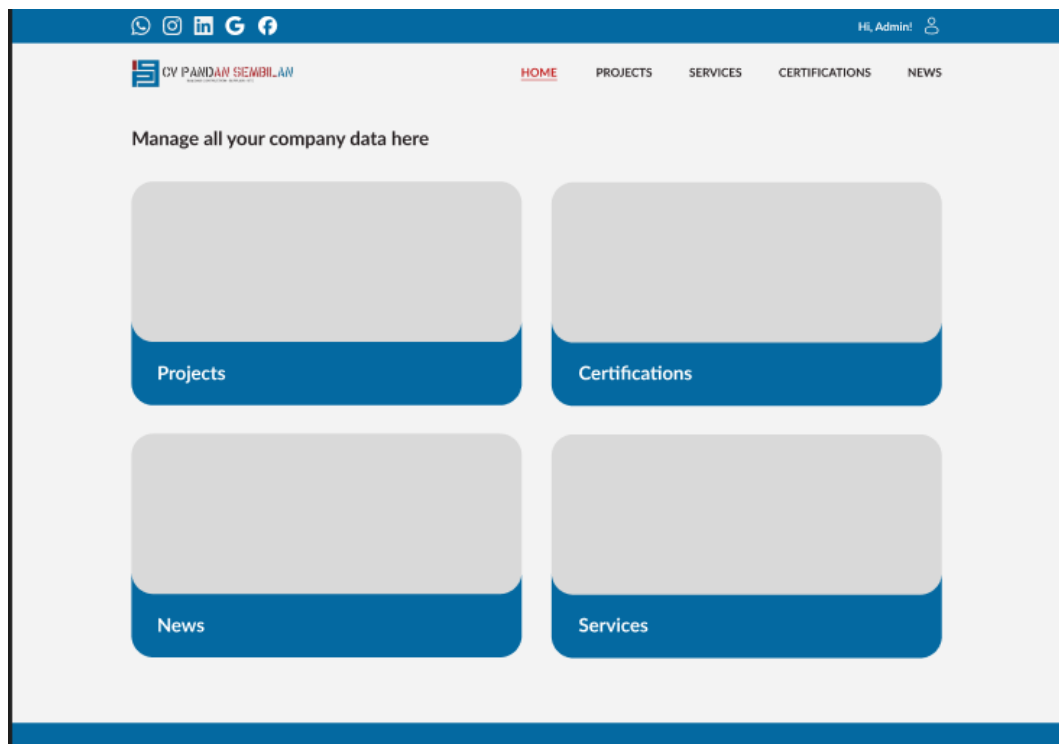 Hi, Admin!
CV PANDAN SEMBILAN
HOME PROJECTS SERVICES CERTIFICATIONS NEWS
Manage all your company data here
Projects
Certifications
News
Services